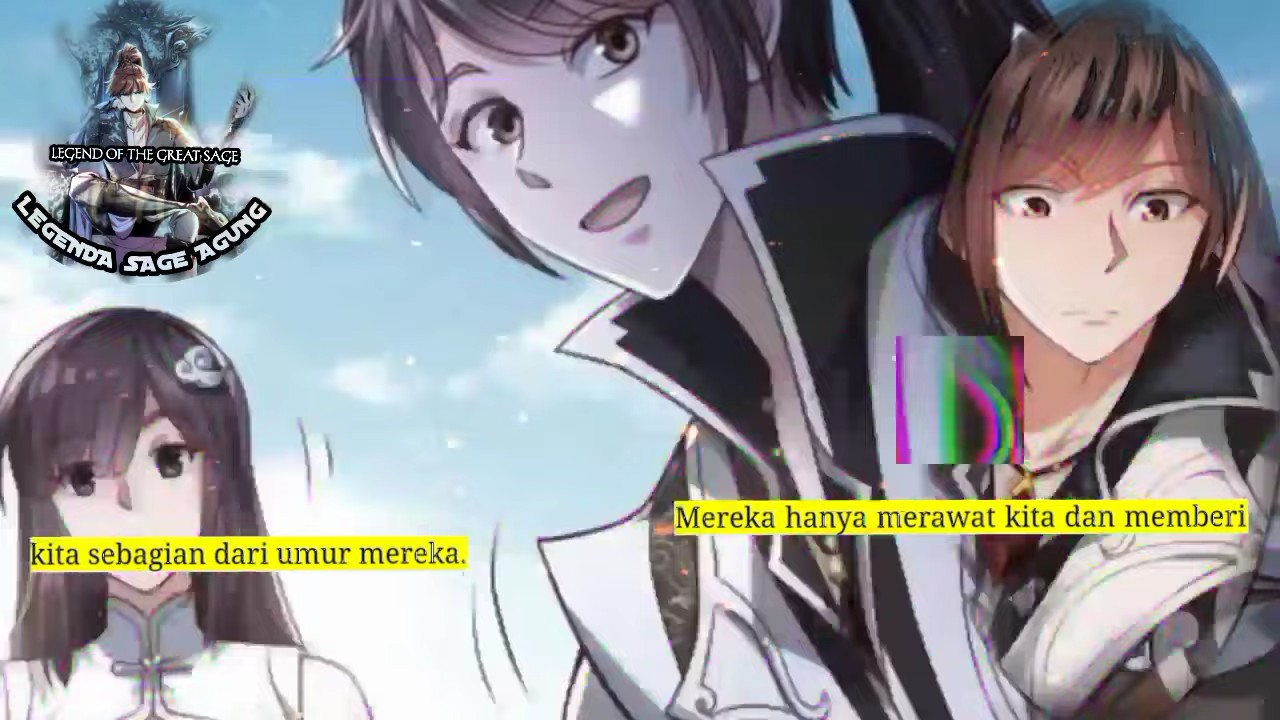 LEGEND OF THE GREAT SAGE
LEGENDA SAGE AGUNG
Mereka hanya merawat kita dan memberi
kita sebagian dari umur mereka.